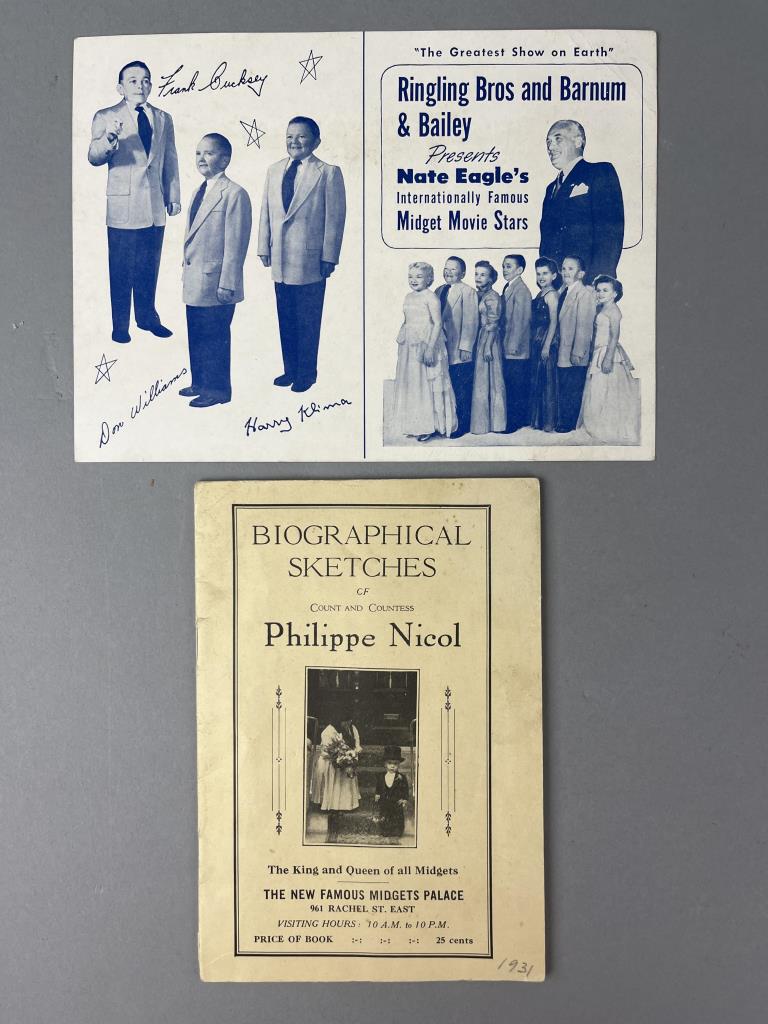 Frank Cucksey
Don Williams
Harry Klima
"The Greatest Show on Earth"
Ringling Bros and Barnum
& Bailey
Presents
Nate Eagle's
Internationally Famous
Midget Movie Stars
BIOGRAPHICAL
SKETCHES
CF
COUNT AND COUNTESS
Philippe Nicol
The King and Queen of all Midgets
THE NEW FAMOUS MIDGETS PALACE
961 RACHEL ST. EAST
VISITING HOURS: 10 A.M. to 10 P.M.
PRICE OF BOOK :-: :-: :-: 25 cents
1931